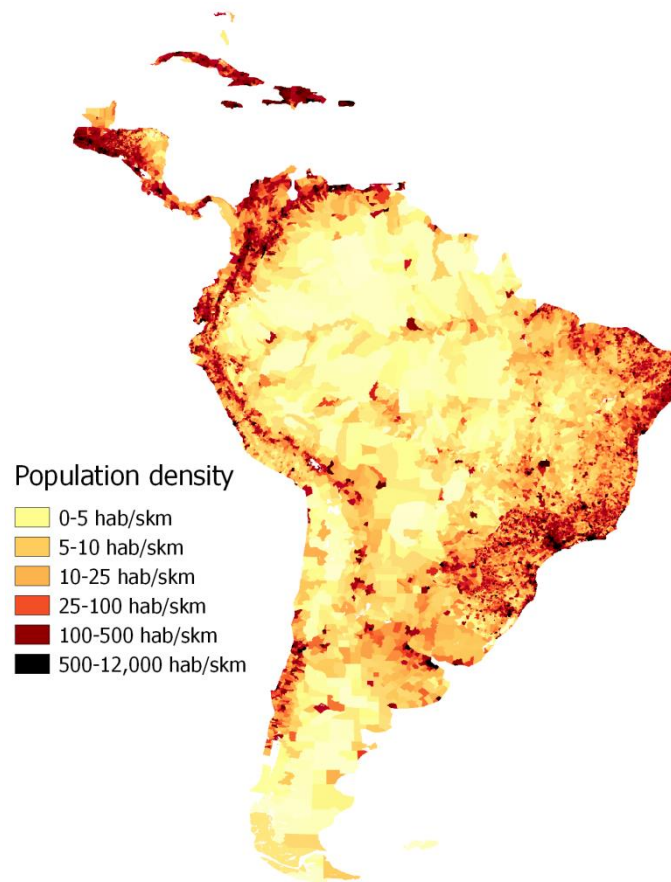 Population density
0-5 hab/skm
5-10 hab/skm
10-25 hab/skm
25-100 hab/skm
100-500 hab/skm
500-12,000 hab/skm